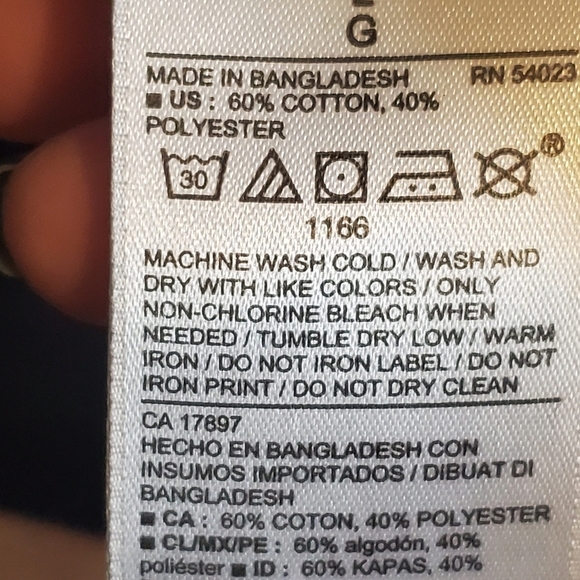 G
MADE IN BANGLADESH RN 54023
■ US : 60% COTTON, 40%
POLYESTER
30
®
1166
MACHINE WASH COLD / WASH AND
DRY WITH LIKE COLORS / ONLY
NON-CHLORINE BLEACH WHEN
NEEDED / TUMBLE DRY LOW / WARM
IRON / DO NOT IRON LABEL / DO NOT
IRON PRINT / DO NOT DRY CLEAN
CA 17897
HECHO EN BANGLADESH CON
INSUMOS IMPORTADOS / DIBUAT DI
BANGLADESH
■ CA : 60% COTON, 40% POLYESTER
■ CL/MX/PE : 60% algodón, 40%
poliéster ■ ID : 60% KAPAS, 40%